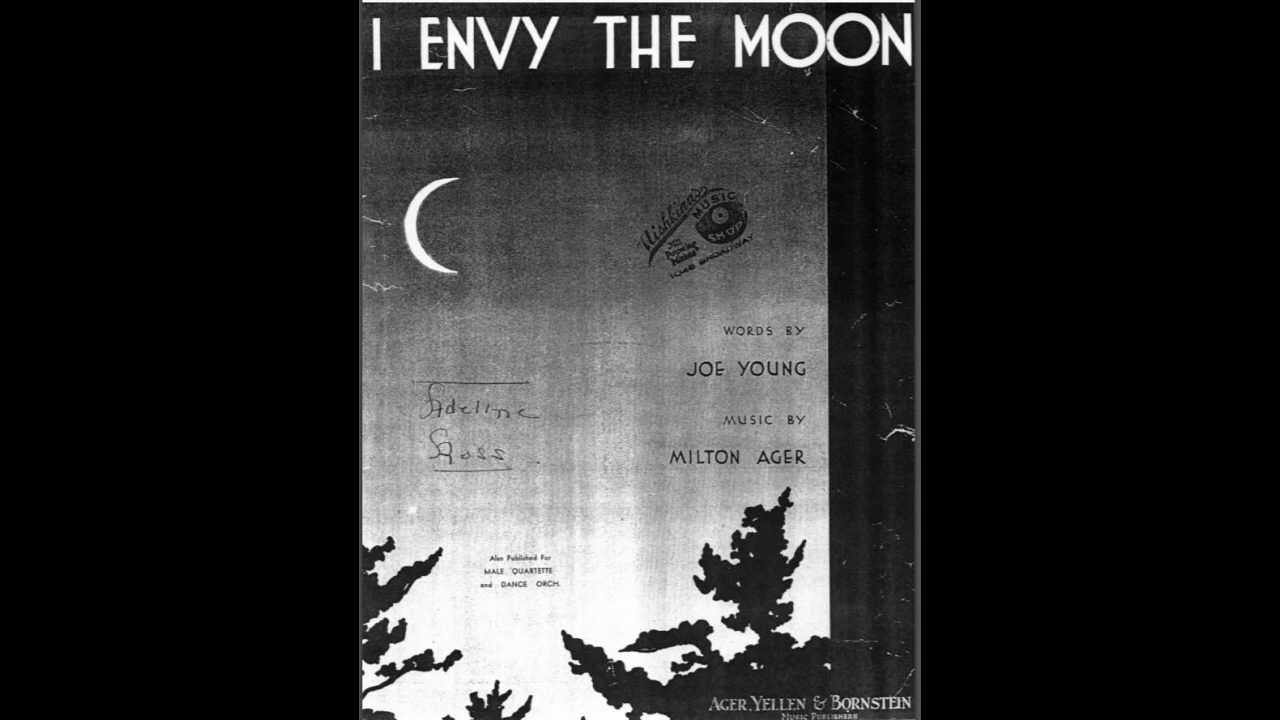 I ENVY THE MOON
MUSIC
SHOP
BROADWAY
WORDS BY
JOE YOUNG
MUSIC BY
MILTON AGER
Adeline
Ross
Also Published For
MALE QUARTETTE
and DANCE ORCH.
AGER, YELLEN & BORNSTEIN
MUSIC PUBLISHERS